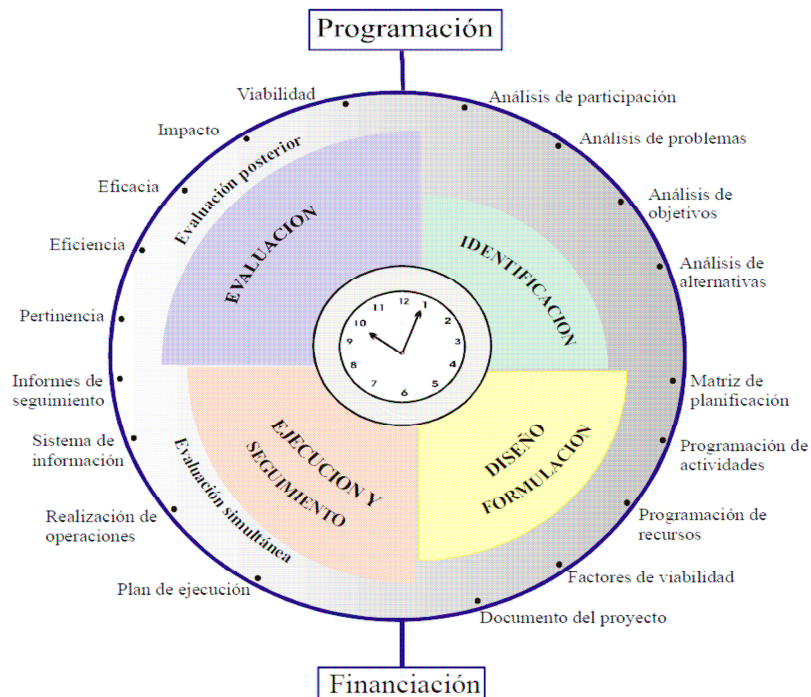 Programación
Viabilidad
Análisis de participación
Impacto
Análisis de problemas
Evaluación posterior
Eficacia
Análisis de
objetivos
EVALUACION
IDENTIFICACION
Eficiencia
Análisis de
alternativas
Pertinencia
12
1
2
3
4
5
6
7
8
9
10
11
Informes de
seguimiento
Matriz de
planificación
Sistema de
información
EJECUCION Y
SEGUIMIENTO
DISEÑO
FORMULACION
Programación de
actividades
Evaluación simultánea
Realización de
operaciones
Programación de
recursos
Plan de ejecución
Factores de viabilidad
Documento del proyecto
Financiación